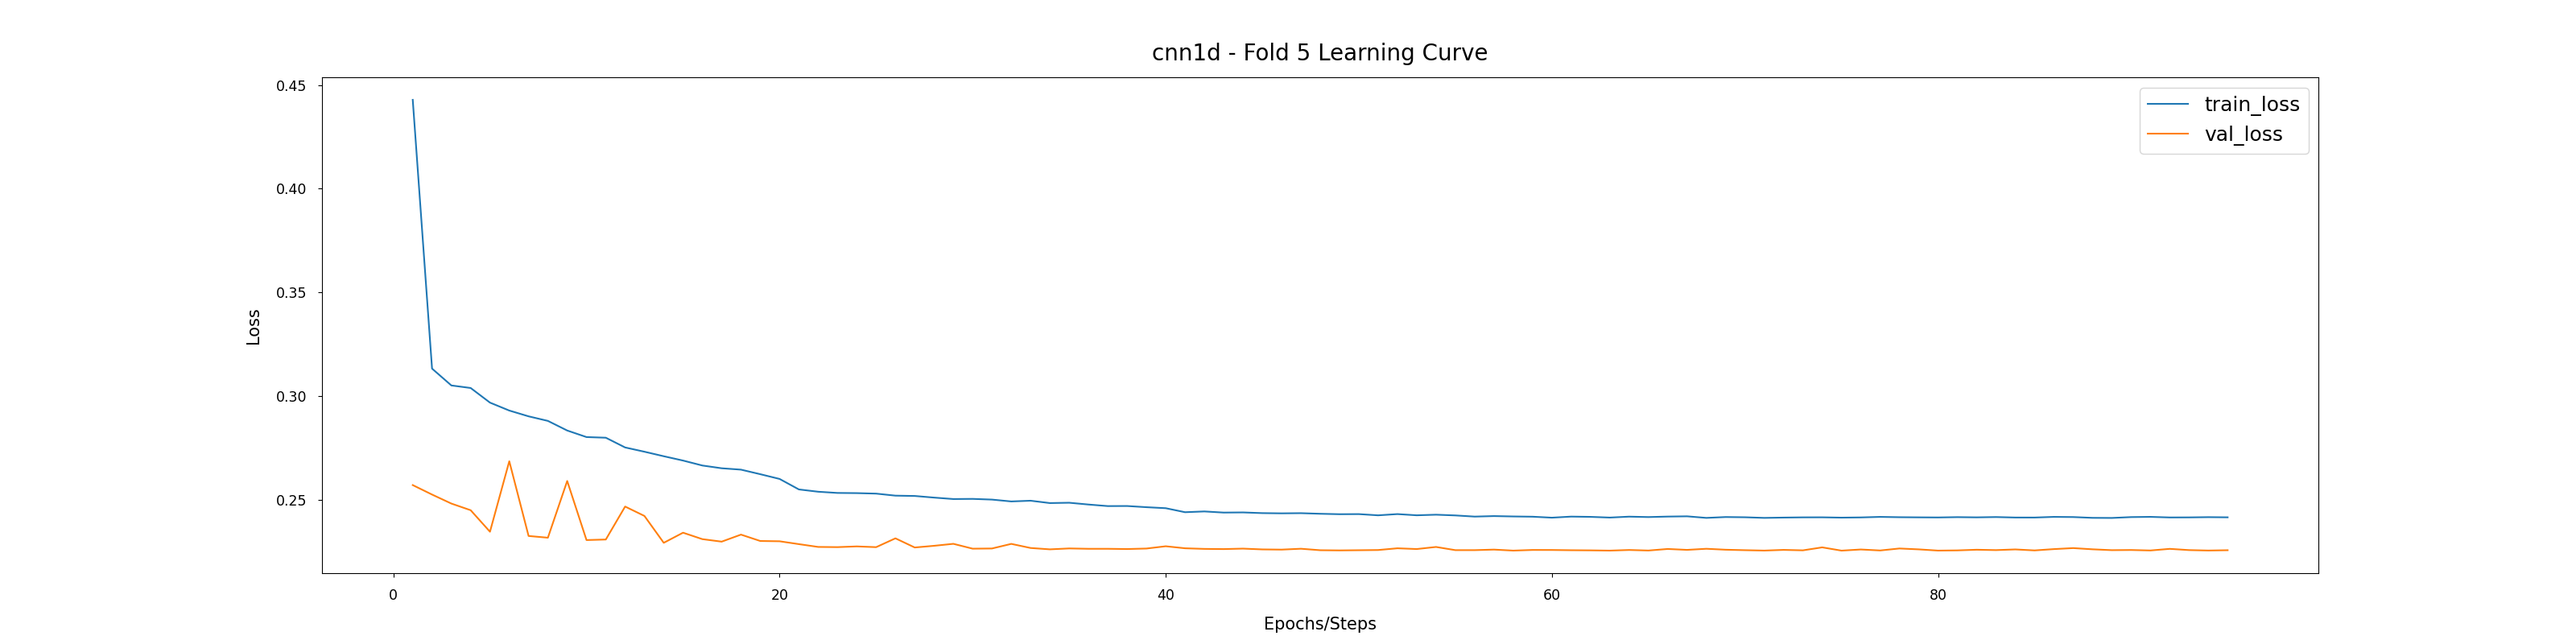 cnn1d - Fold 5 Learning Curve
train_loss
val_loss
0.45
0.40
0.35
0.30
0.25
Loss
0 20 40 60 80
Epochs/Steps